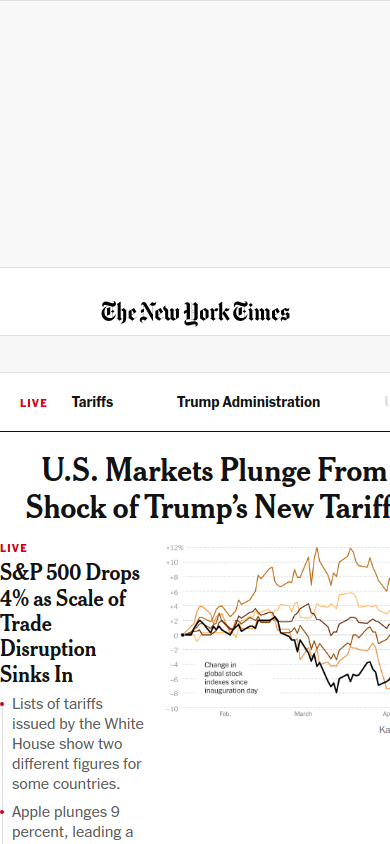 The New York Times
LIVE Tariffs Trump Administration
U.S. Markets Plunge From
Shock of Trump's New Tariff
LIVE
S&P 500 Drops
4% as Scale of
Trade
Disruption
Sinks In
Lists of tariffs
issued by the White
House show two
different figures for
some countries.
Apple plunges 9
percent, leading a
+12%
+10
+8
+6
+4
+2
0
–2
–4
–6
–8
–10
Change in
global stock
indexes since
inauguration day
Feb. March Ap
Ka